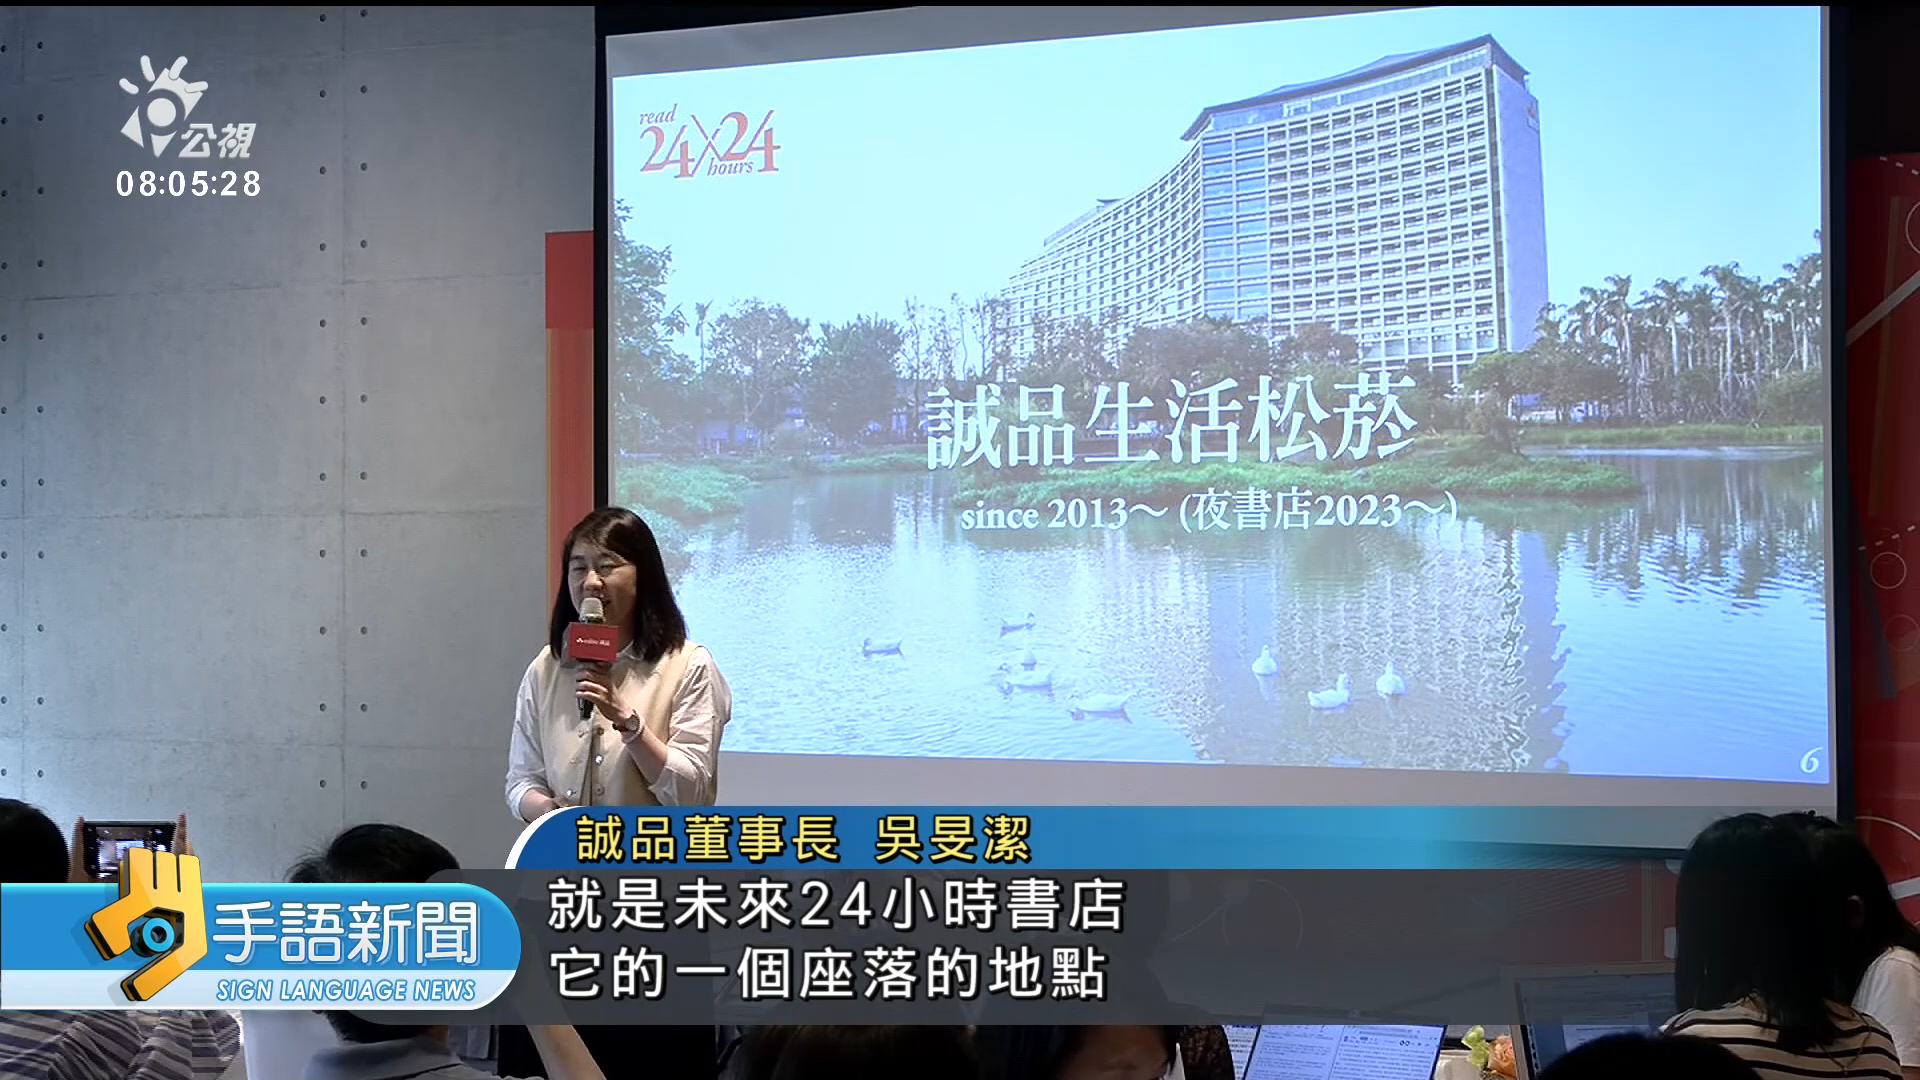 公視
08:05:28
read
24X24
hours
誠品生活松菸
since 2013～ (夜書店2023～)
6
誠品董事長 吳旻潔
就是未來24小時書店
它的一個座落的地點
手語新聞
SIGN LANGUAGE NEWS